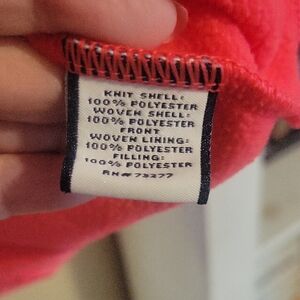 KNIT SHELL:
100% POLYESTER
WOVEN SHELL:
100% POLYESTER
FRONT
WOVEN LINING:
100% POLYESTER
FILLING:
100% POLYESTER
RN# 73277